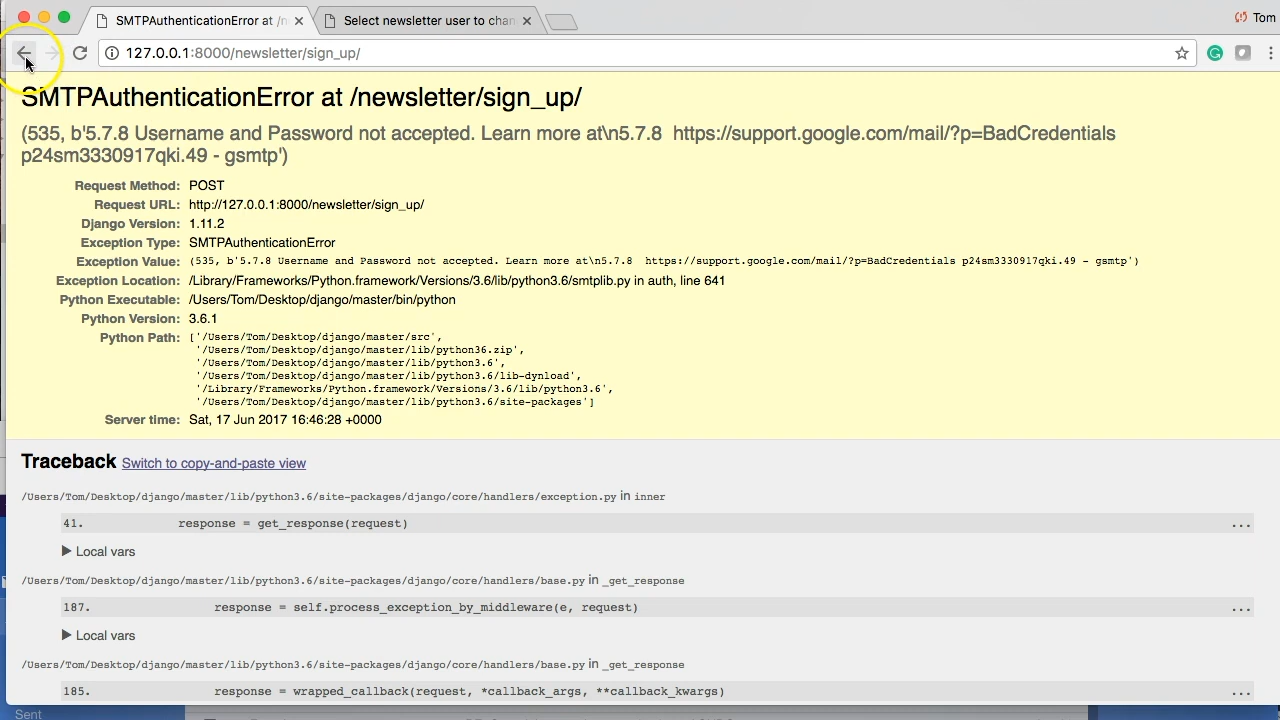 SMTPAuthenticationError at /n
Select newsletter user to chan
Tom
127.0.0.1:8000/newsletter/sign_up/
SMTPAuthenticationError at /newsletter/sign_up/
(535, b'5.7.8 Username and Password not accepted. Learn more at\n5.7.8  https://support.google.com/mail/?p=BadCredentials
p24sm3330917qki.49 - gsmtp')
Request Method: POST
Request URL: http://127.0.0.1:8000/newsletter/sign_up/
Django Version: 1.11.2
Exception Type: SMTPAuthenticationError
Exception Value: (535, b'5.7.8 Username and Password not accepted. Learn more at\n5.7.8  https://support.google.com/mail/?p=BadCredentials p24sm3330917qki.49 - gsmtp')
Exception Location: /Library/Frameworks/Python.framework/Versions/3.6/lib/python3.6/smtplib.py in auth, line 641
Python Executable: /Users/Tom/Desktop/django/master/bin/python
Python Version: 3.6.1
Python Path: ['/Users/Tom/Desktop/django/master/src',
'/Users/Tom/Desktop/django/master/lib/python36.zip',
'/Users/Tom/Desktop/django/master/lib/python3.6',
'/Users/Tom/Desktop/django/master/lib/python3.6/lib-dynload',
'/Library/Frameworks/Python.framework/Versions/3.6/lib/python3.6',
'/Users/Tom/Desktop/django/master/lib/python3.6/site-packages']
Server time: Sat, 17 Jun 2017 16:46:28 +0000
Traceback Switch to copy-and-paste view
/Users/Tom/Desktop/django/master/lib/python3.6/site-packages/django/core/handlers/exception.py in inner
41. response = get_response(request) ...
▶ Local vars
/Users/Tom/Desktop/django/master/lib/python3.6/site-packages/django/core/handlers/base.py in _get_response
187. response = self.process_exception_by_middleware(e, request) ...
▶ Local vars
/Users/Tom/Desktop/django/master/lib/python3.6/site-packages/django/core/handlers/base.py in _get_response
185. response = wrapped_callback(request, *callback_args, **callback_kwargs) ...
Sent